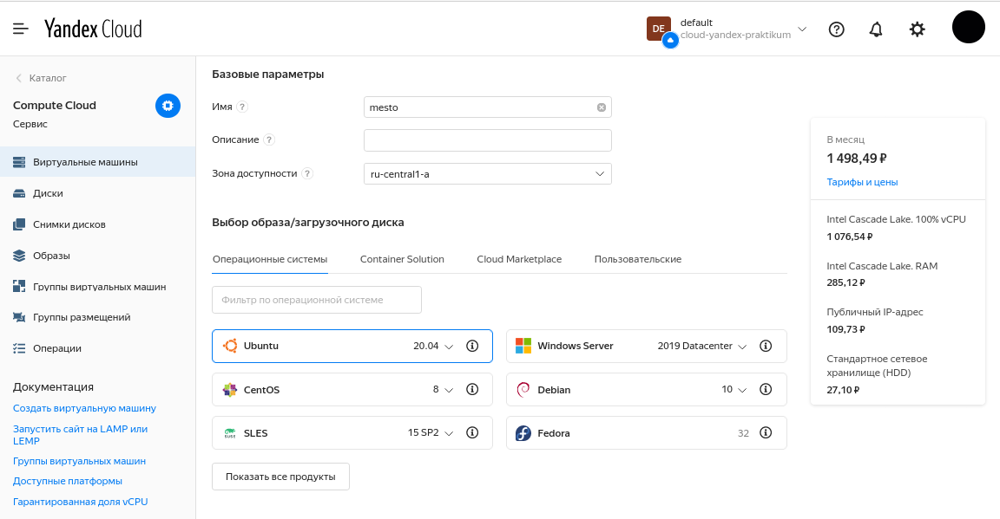 Yandex Cloud
DE
default
cloud-yandex-praktikum
?
Каталог
Compute Cloud
Сервис
Виртуальные машины
Диски
Снимки дисков
Образы
Группы виртуальных машин
Группы размещений
Операции
Документация
Создать виртуальную машину
Запустить сайт на LAMP или
LEMP
Группы виртуальных машин
Доступные платформы
Гарантированная доля vCPU
Базовые параметры
Имя ? mesto
Описание ?
Зона доступности ? ru-central1-a
Выбор образа/загрузочного диска
Операционные системы Container Solution Cloud Marketplace Пользовательские
Фильтр по операционной системе
Ubuntu 20.04
Windows Server 2019 Datacenter
CentOS 8
Debian 10
SUSE SLES 15 SP2
Fedora 32
Показать все продукты
В месяц
1 498,49 ₽
Тарифы и цены
Intel Cascade Lake. 100% vCPU
1 076,54 ₽
Intel Cascade Lake. RAM
285,12 ₽
Публичный IP-адрес
109,73 ₽
Стандартное сетевое
хранилище (HDD)
27,10 ₽